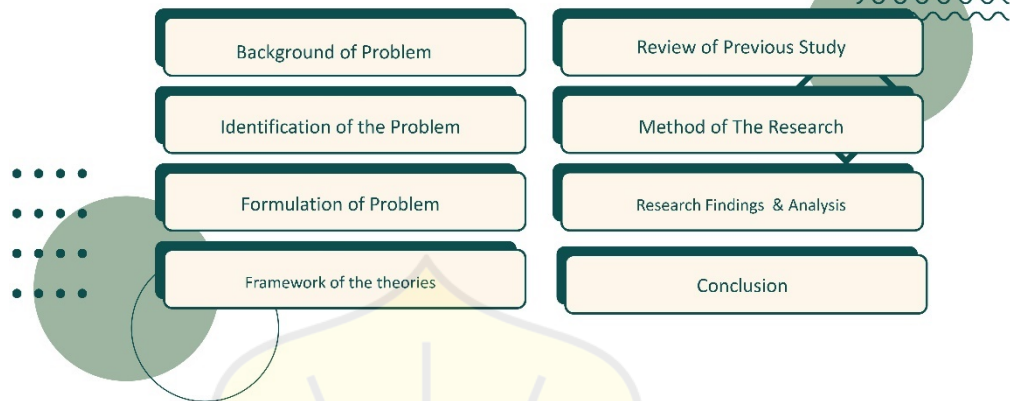 Background of Problem
Identification of the Problem
Formulation of Problem
Framework of the theories
Review of Previous Study
Method of The Research
Research Findings & Analysis
Conclusion